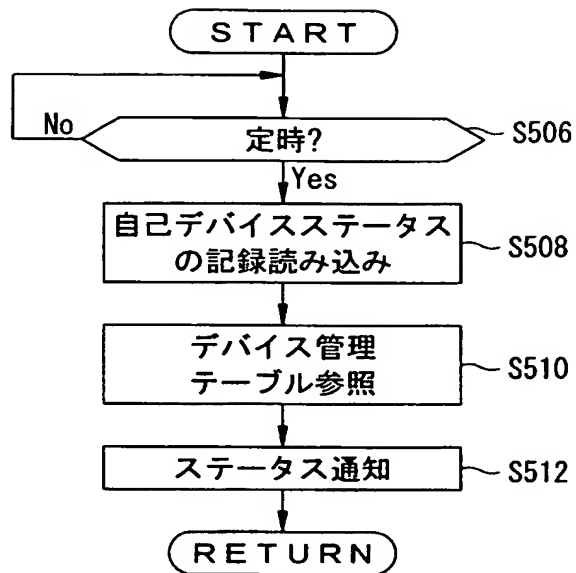 START
No
定時?
S506
Yes
自己デバイスステータス
の記録読み込み
S508
デバイス管理
テーブル参照
S510
ステータス通知
S512
RETURN